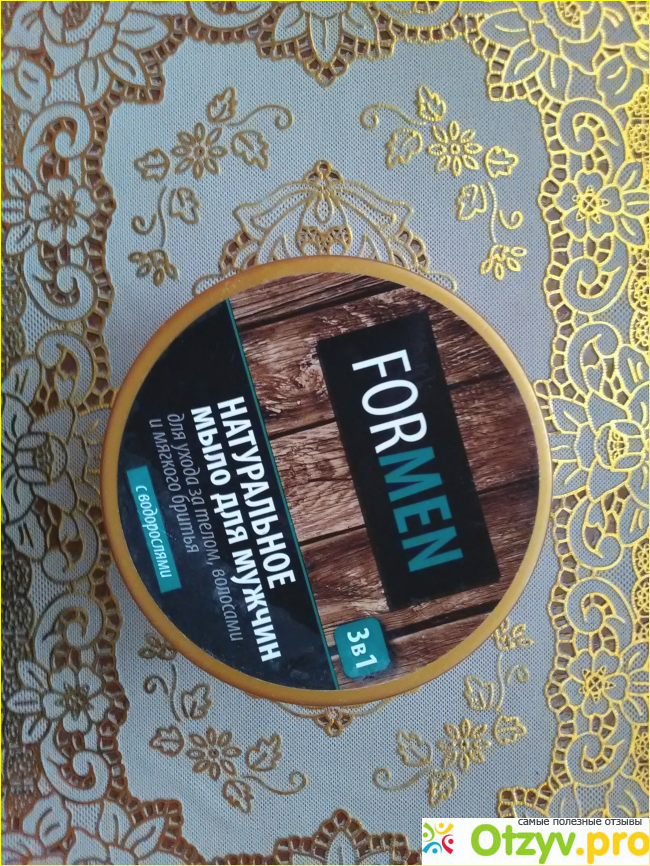 FORMEN
3в1
НАТУРАЛЬНОЕ
МЫЛО ДЛЯ МУЖЧИН
для ухода за телом, волосами
и мягкого бритья
с водорослями
самые полезные отзывы
Otzyv.pro